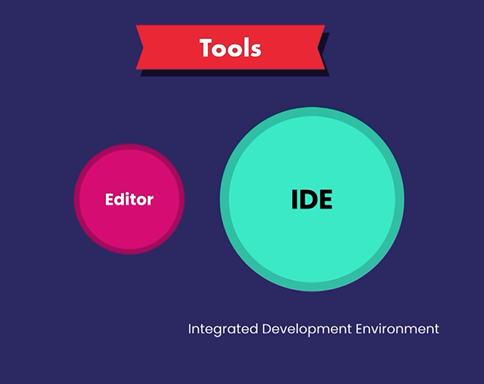 Tools
Editor
IDE
Integrated Development Environment